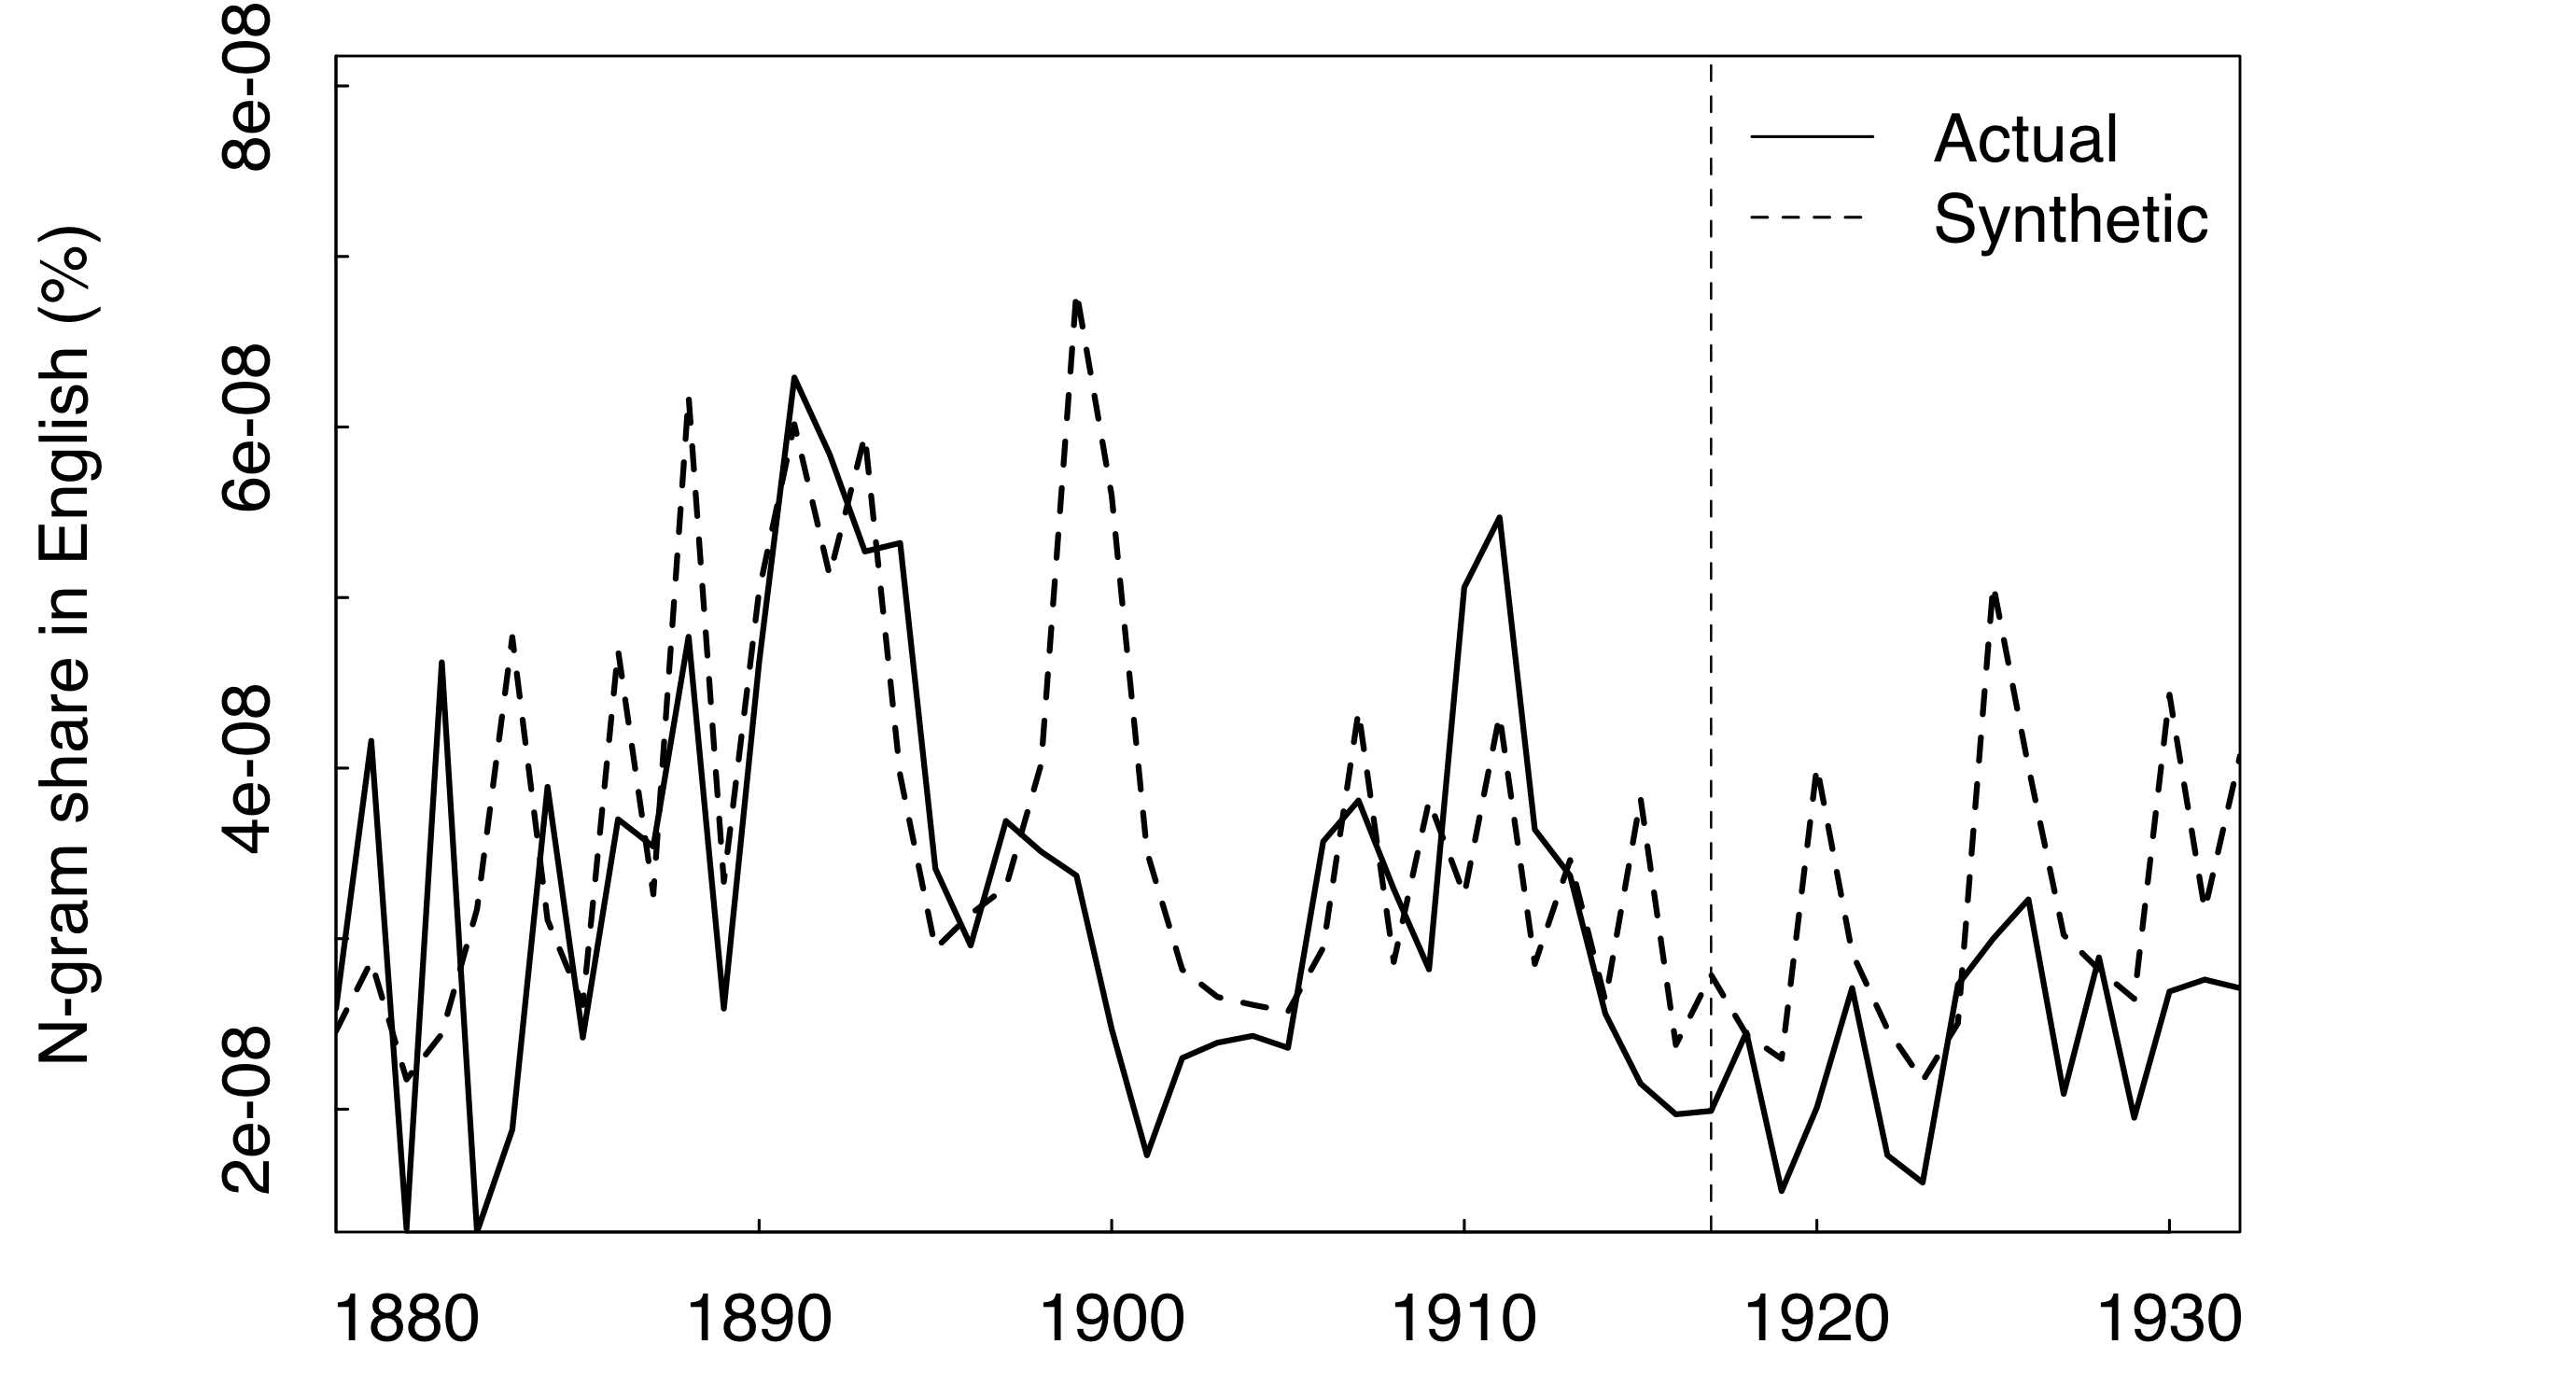 N-gram share in English (%)
8e-08
6e-08
4e-08
2e-08
Actual
Synthetic
1880 1890 1900 1910 1920 1930